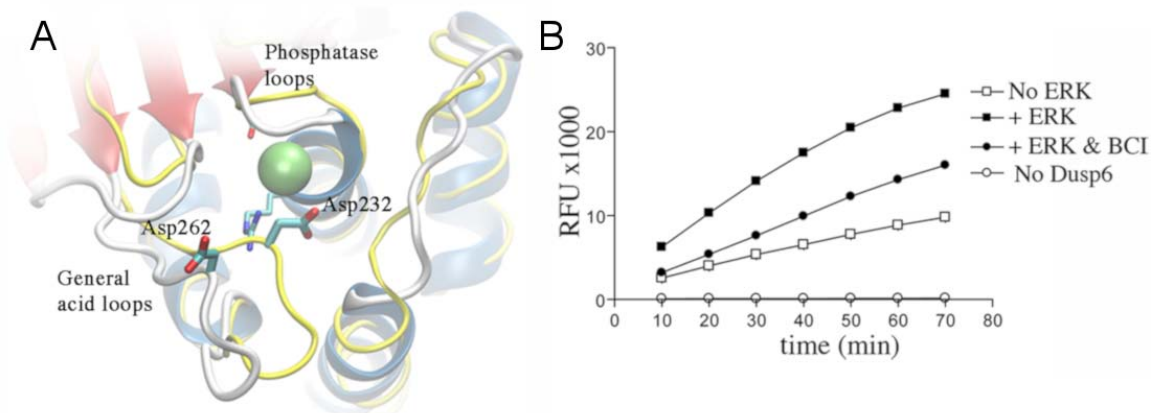 A
Phosphatase
loops
Asp232
Asp262
General
acid loops
B
RFU x1000
30
20
10
0
0 10 20 30 40 50 60 70 80
time (min)
No ERK
+ ERK
+ ERK & BCI
No Dusp6